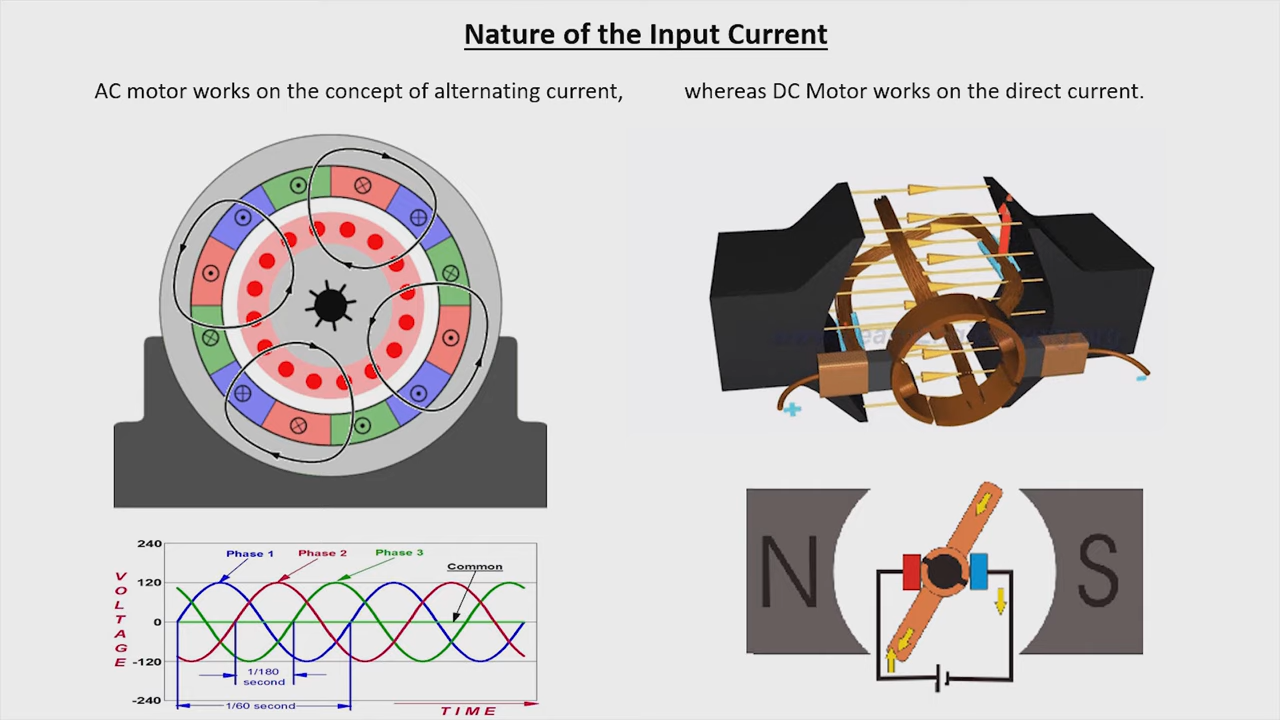 Nature of the Input Current
AC motor works on the concept of alternating current,
whereas DC Motor works on the direct current.
+
-
240
120
0
-120
-240
VOLTAGE
Phase 1
Phase 2
Phase 3
Common
1/180
second
1/60 second
TIME
N
S